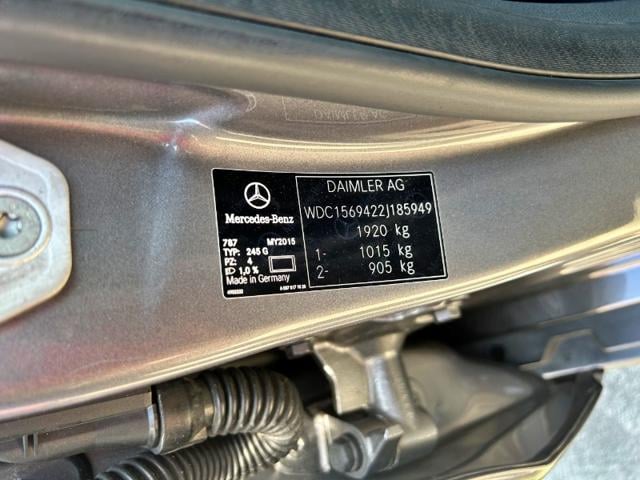 DAIMLER AG
Mercedes-Benz
WDC1569422J185949
1920 kg
1- 1015 kg
2- 905 kg
787 MY2015
TYP: 245 G
PZ: 4
1,0 %
Made in Germany